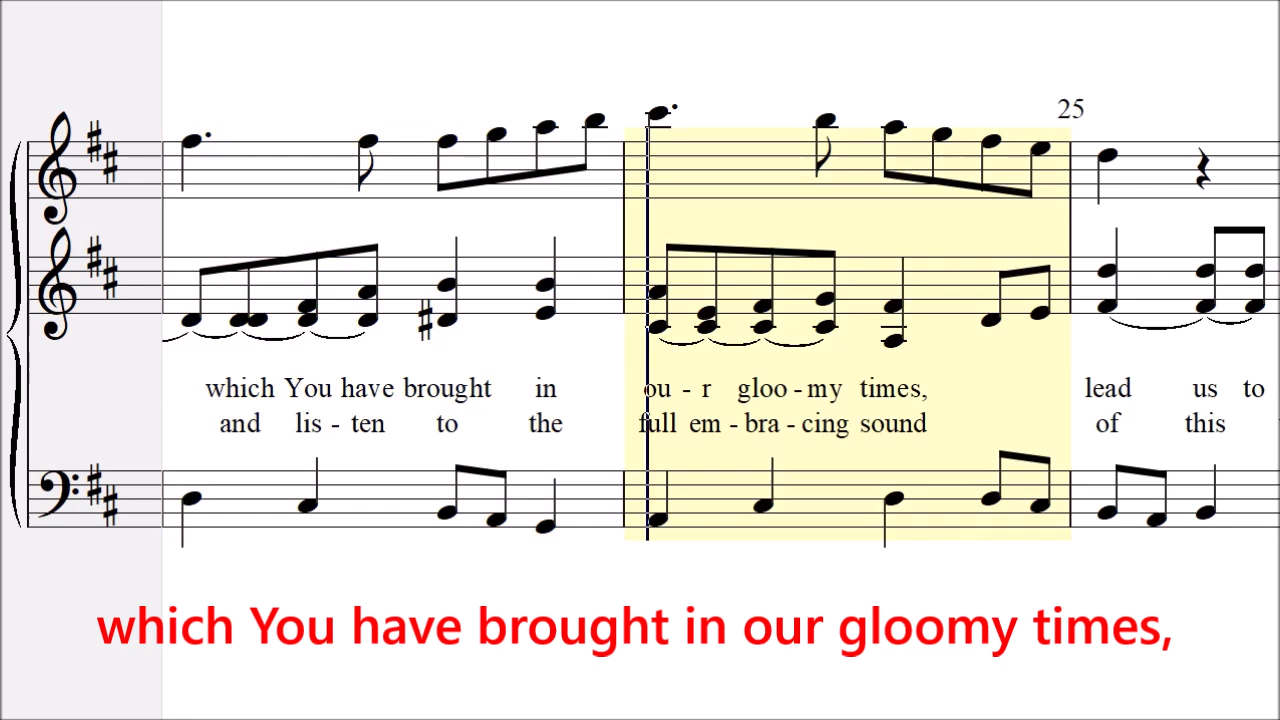 25
which You have brought in ou - r gloo - my times, lead us to
and lis - ten to the full em - bra - cing sound of this
which You have brought in our gloomy times,